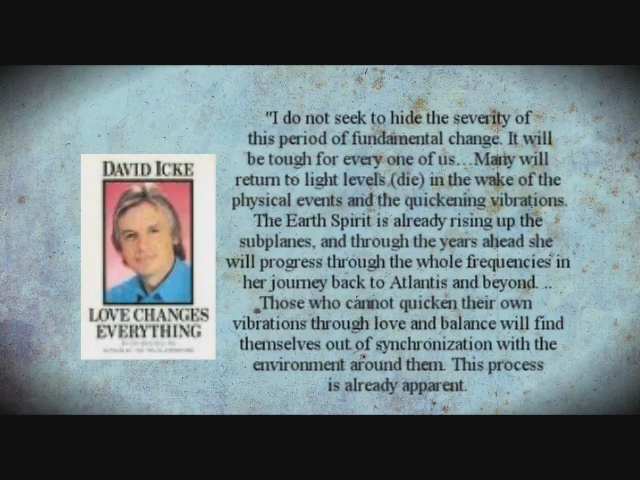 DAVID ICKE
LOVE CHANGES
EVERYTHING
"I do not seek to hide the severity of
this period of fundamental change. It will
be tough for every one of us…Many will
return to light levels (die) in the wake of the
physical events and the quickening vibrations.
The Earth Spirit is already rising up the
subplanes, and through the years ahead she
will progress through the whole frequencies in
her journey back to Atlantis and beyond. ..
Those who cannot quicken their own
vibrations through love and balance will find
themselves out of synchronization with the
environment around them. This process
is already apparent.